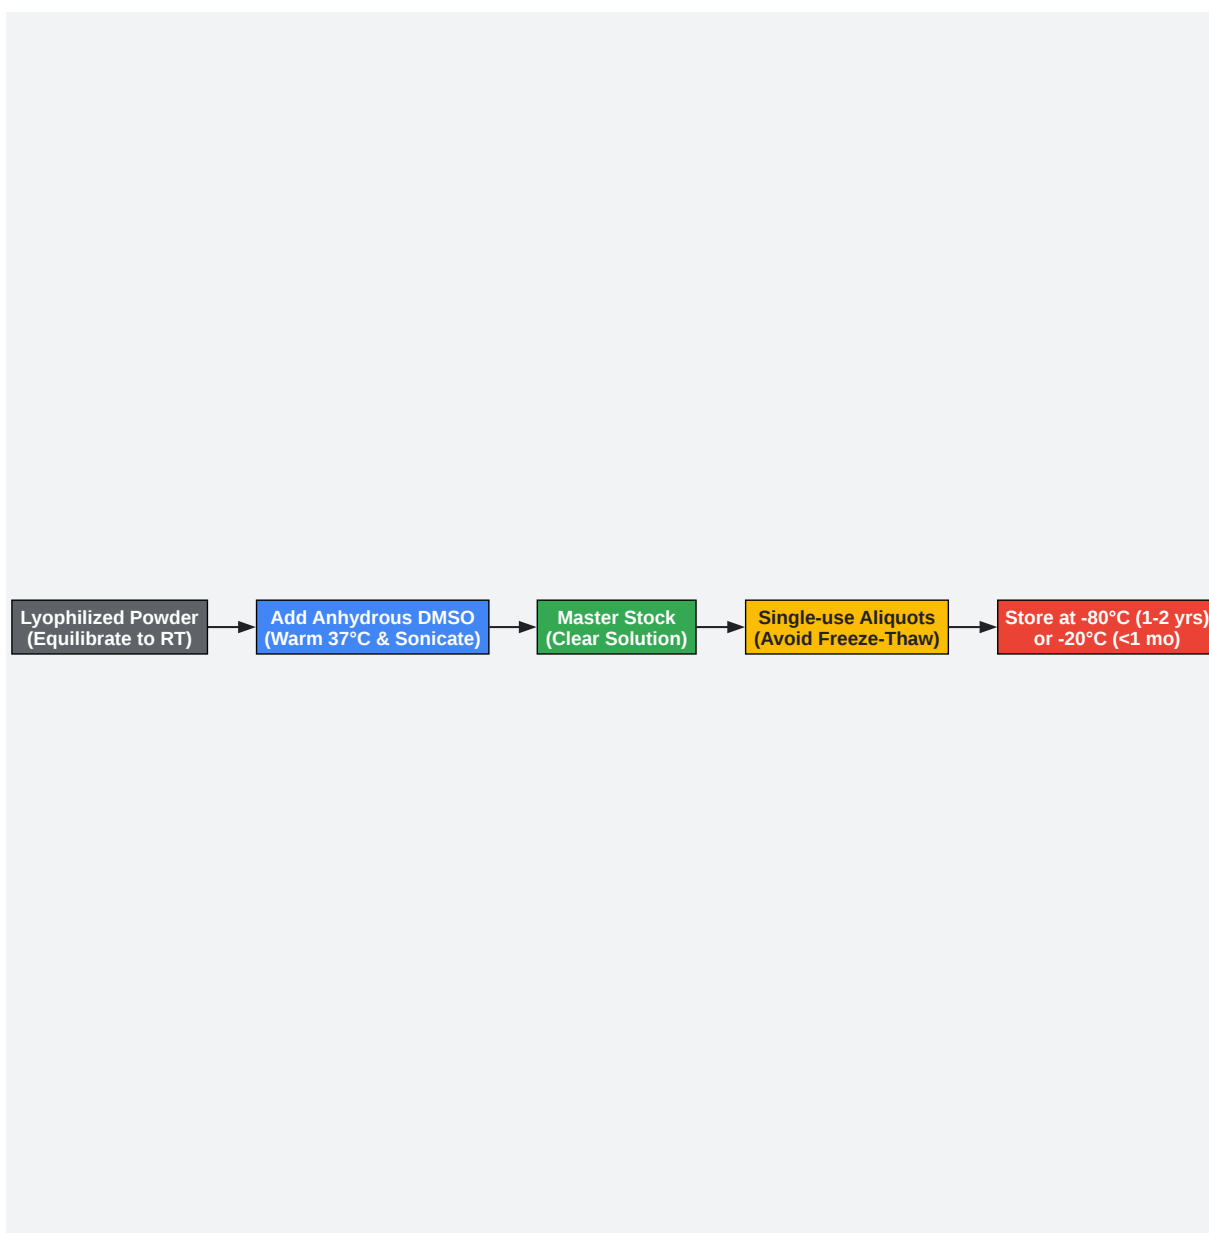 Lyophilized Powder
(Equilibrate to RT)
Add Anhydrous DMSO
(Warm 37°C & Sonicate)
Master Stock
(Clear Solution)
Single-use Aliquots
(Avoid Freeze-Thaw)
Store at -80°C (1-2 yrs)
or -20°C (<1 mo)